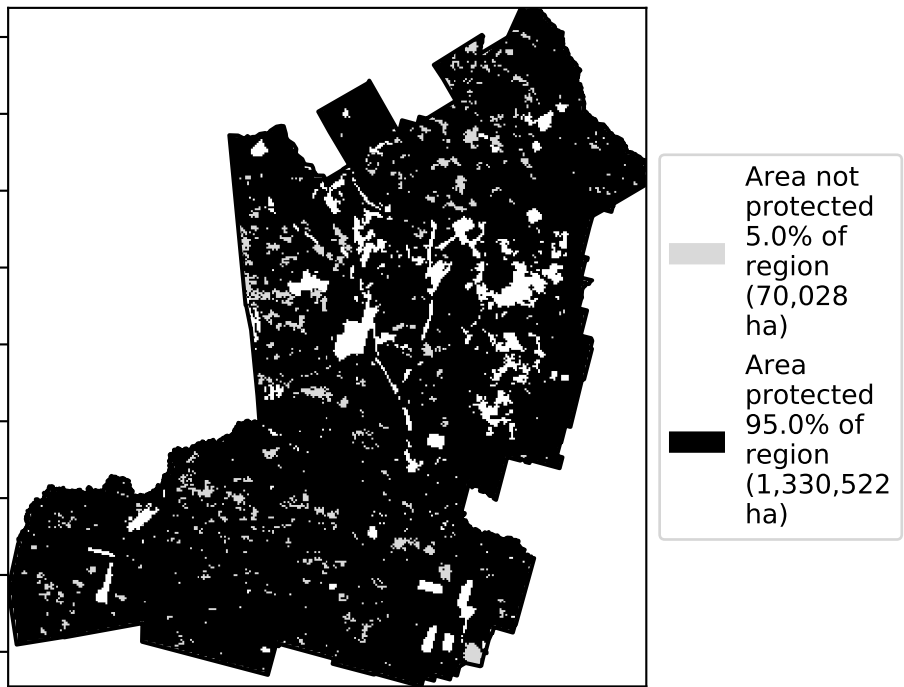 Area not
protected
5.0% of
region
(70,028
ha)
Area
protected
95.0% of
region
(1,330,522
ha)